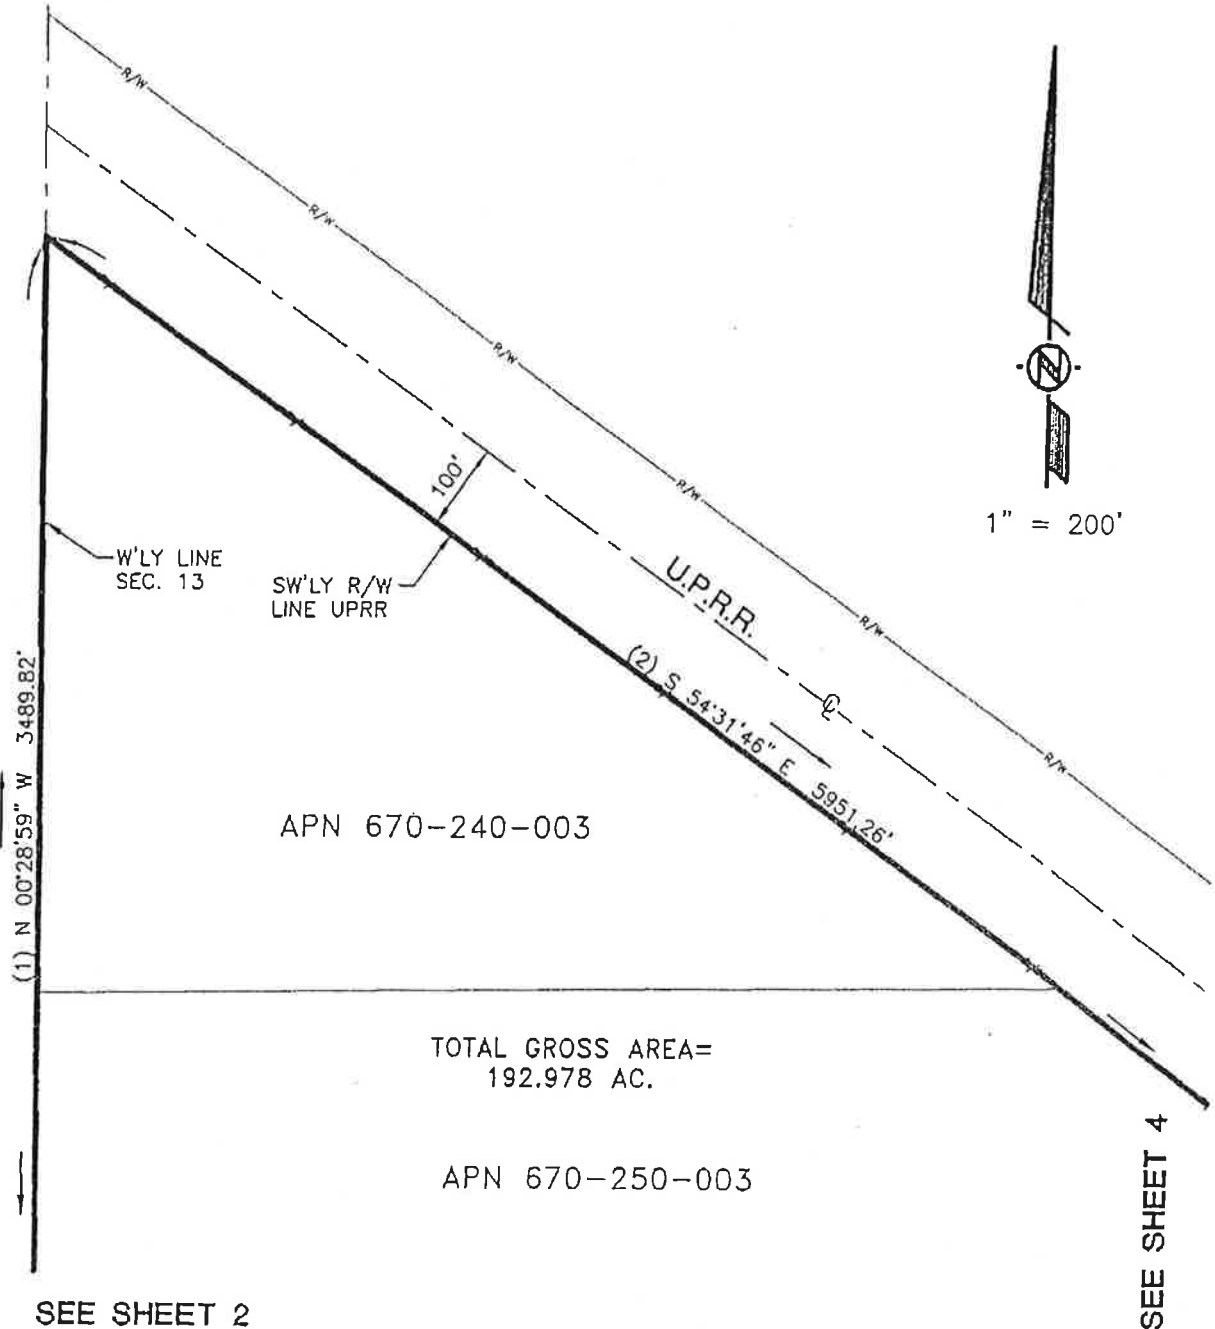 R/W
R/W
R/W
R/W
R/W
R/W
N
1" = 200'
100'
W'LY LINE
SEC. 13
SW'LY R/W
LINE UPRR
U.P.R.R.
℄
(2) S 54°31'46" E 5951.26'
(1) N 00°28'59" W 3489.82'
APN 670-240-003
TOTAL GROSS AREA=
192.978 AC.
APN 670-250-003
SEE SHEET 4
SEE SHEET 2